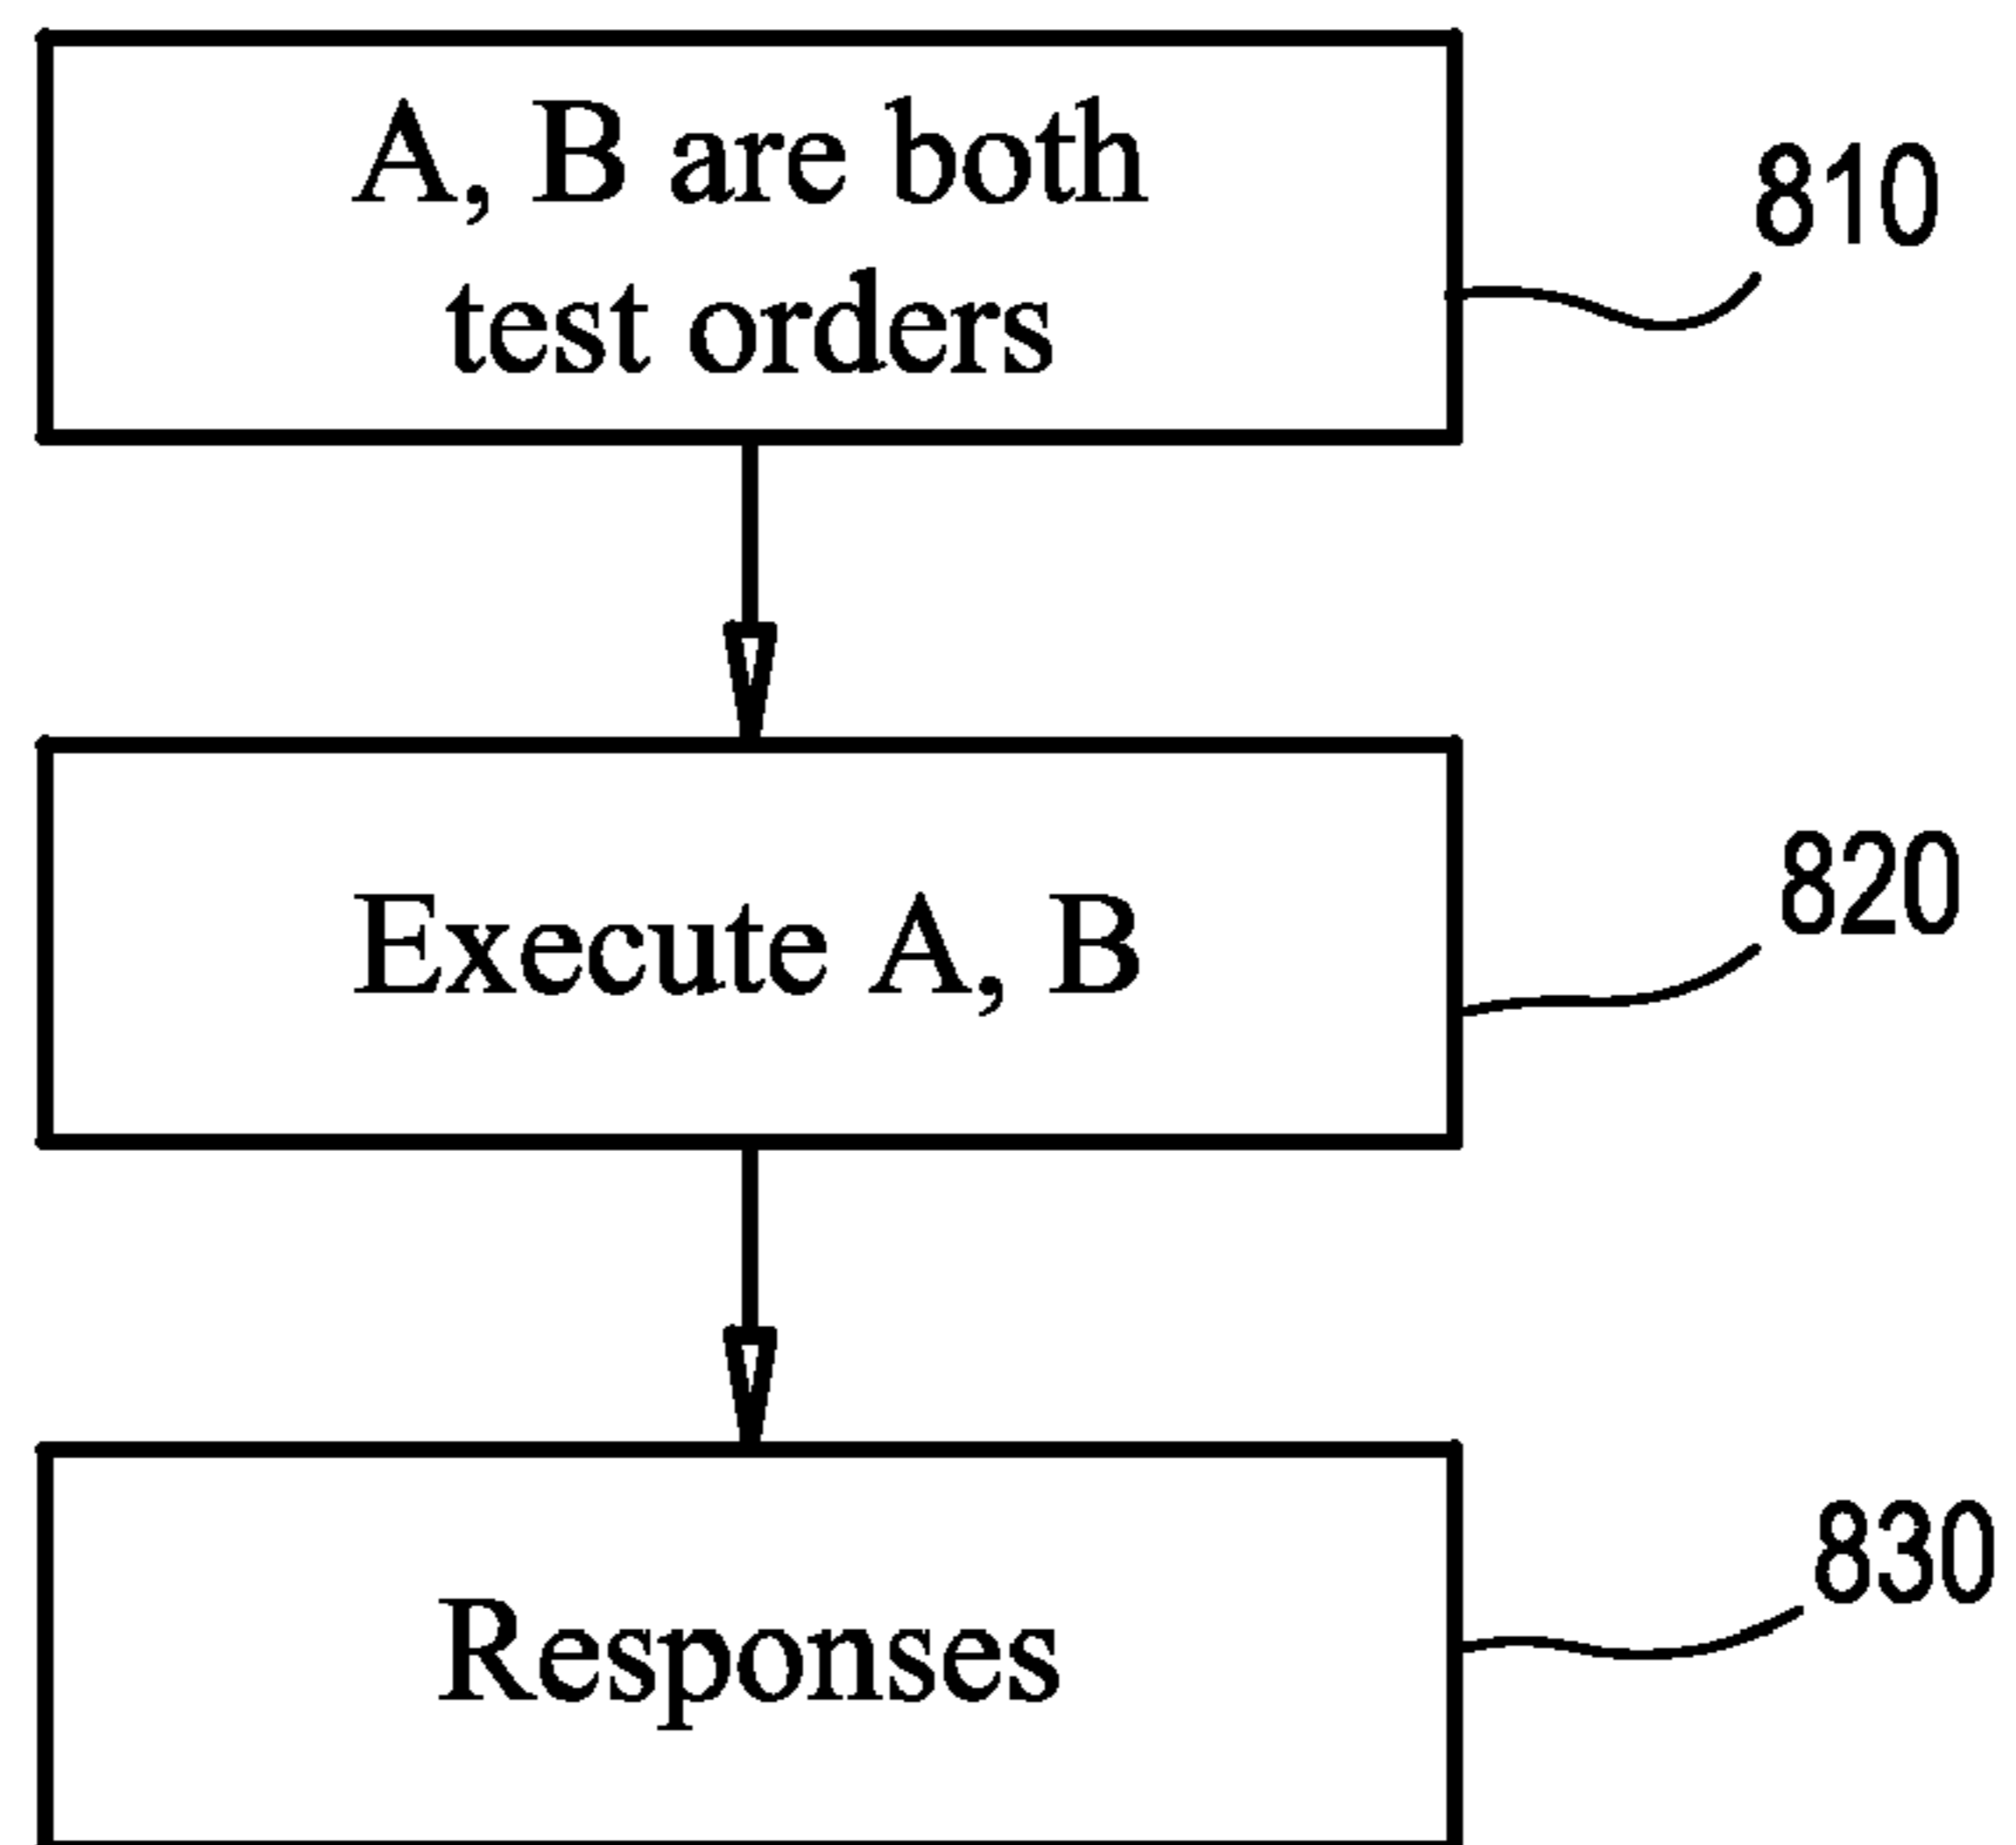 A, B are both
test orders
810
Execute A, B
820
Responses
830